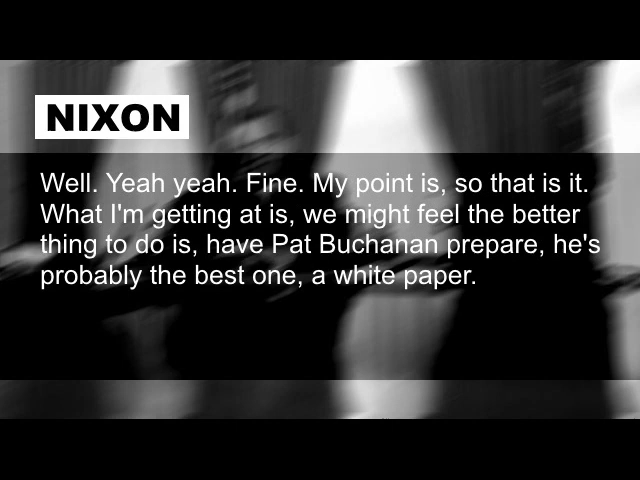 NIXON
Well. Yeah yeah. Fine. My point is, so that is it.
What I'm getting at is, we might feel the better
thing to do is, have Pat Buchanan prepare, he's
probably the best one, a white paper.